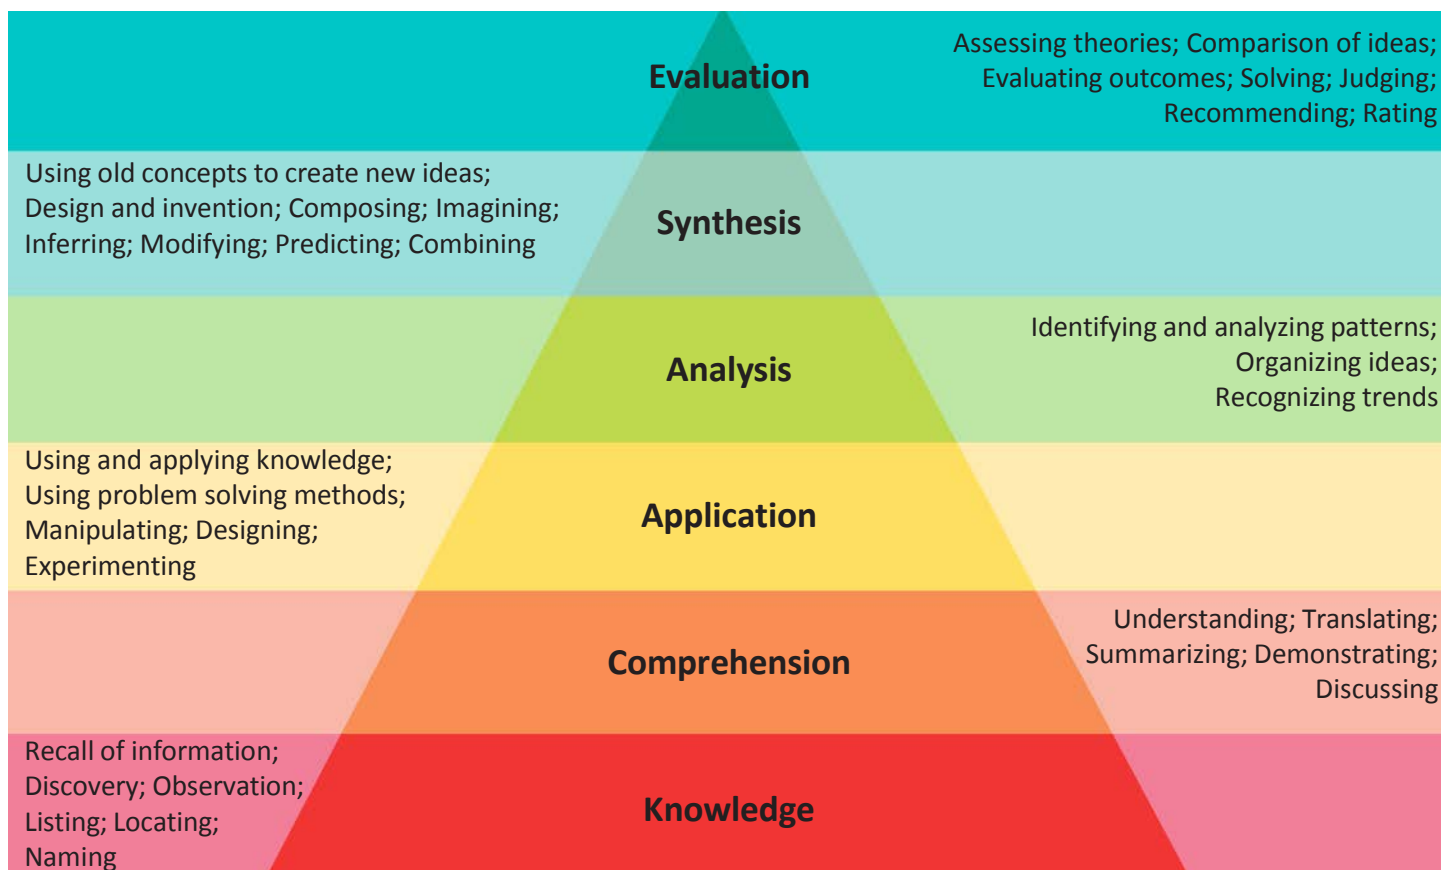 Evaluation
Assessing theories; Comparison of ideas;
Evaluating outcomes; Solving; Judging;
Recommending; Rating
Using old concepts to create new ideas;
Design and invention; Composing; Imagining;
Inferring; Modifying; Predicting; Combining
Synthesis
Analysis
Identifying and analyzing patterns;
Organizing ideas;
Recognizing trends
Using and applying knowledge;
Using problem solving methods;
Manipulating; Designing;
Experimenting
Application
Comprehension
Understanding; Translating;
Summarizing; Demonstrating;
Discussing
Recall of information;
Discovery; Observation;
Listing; Locating;
Naming
Knowledge